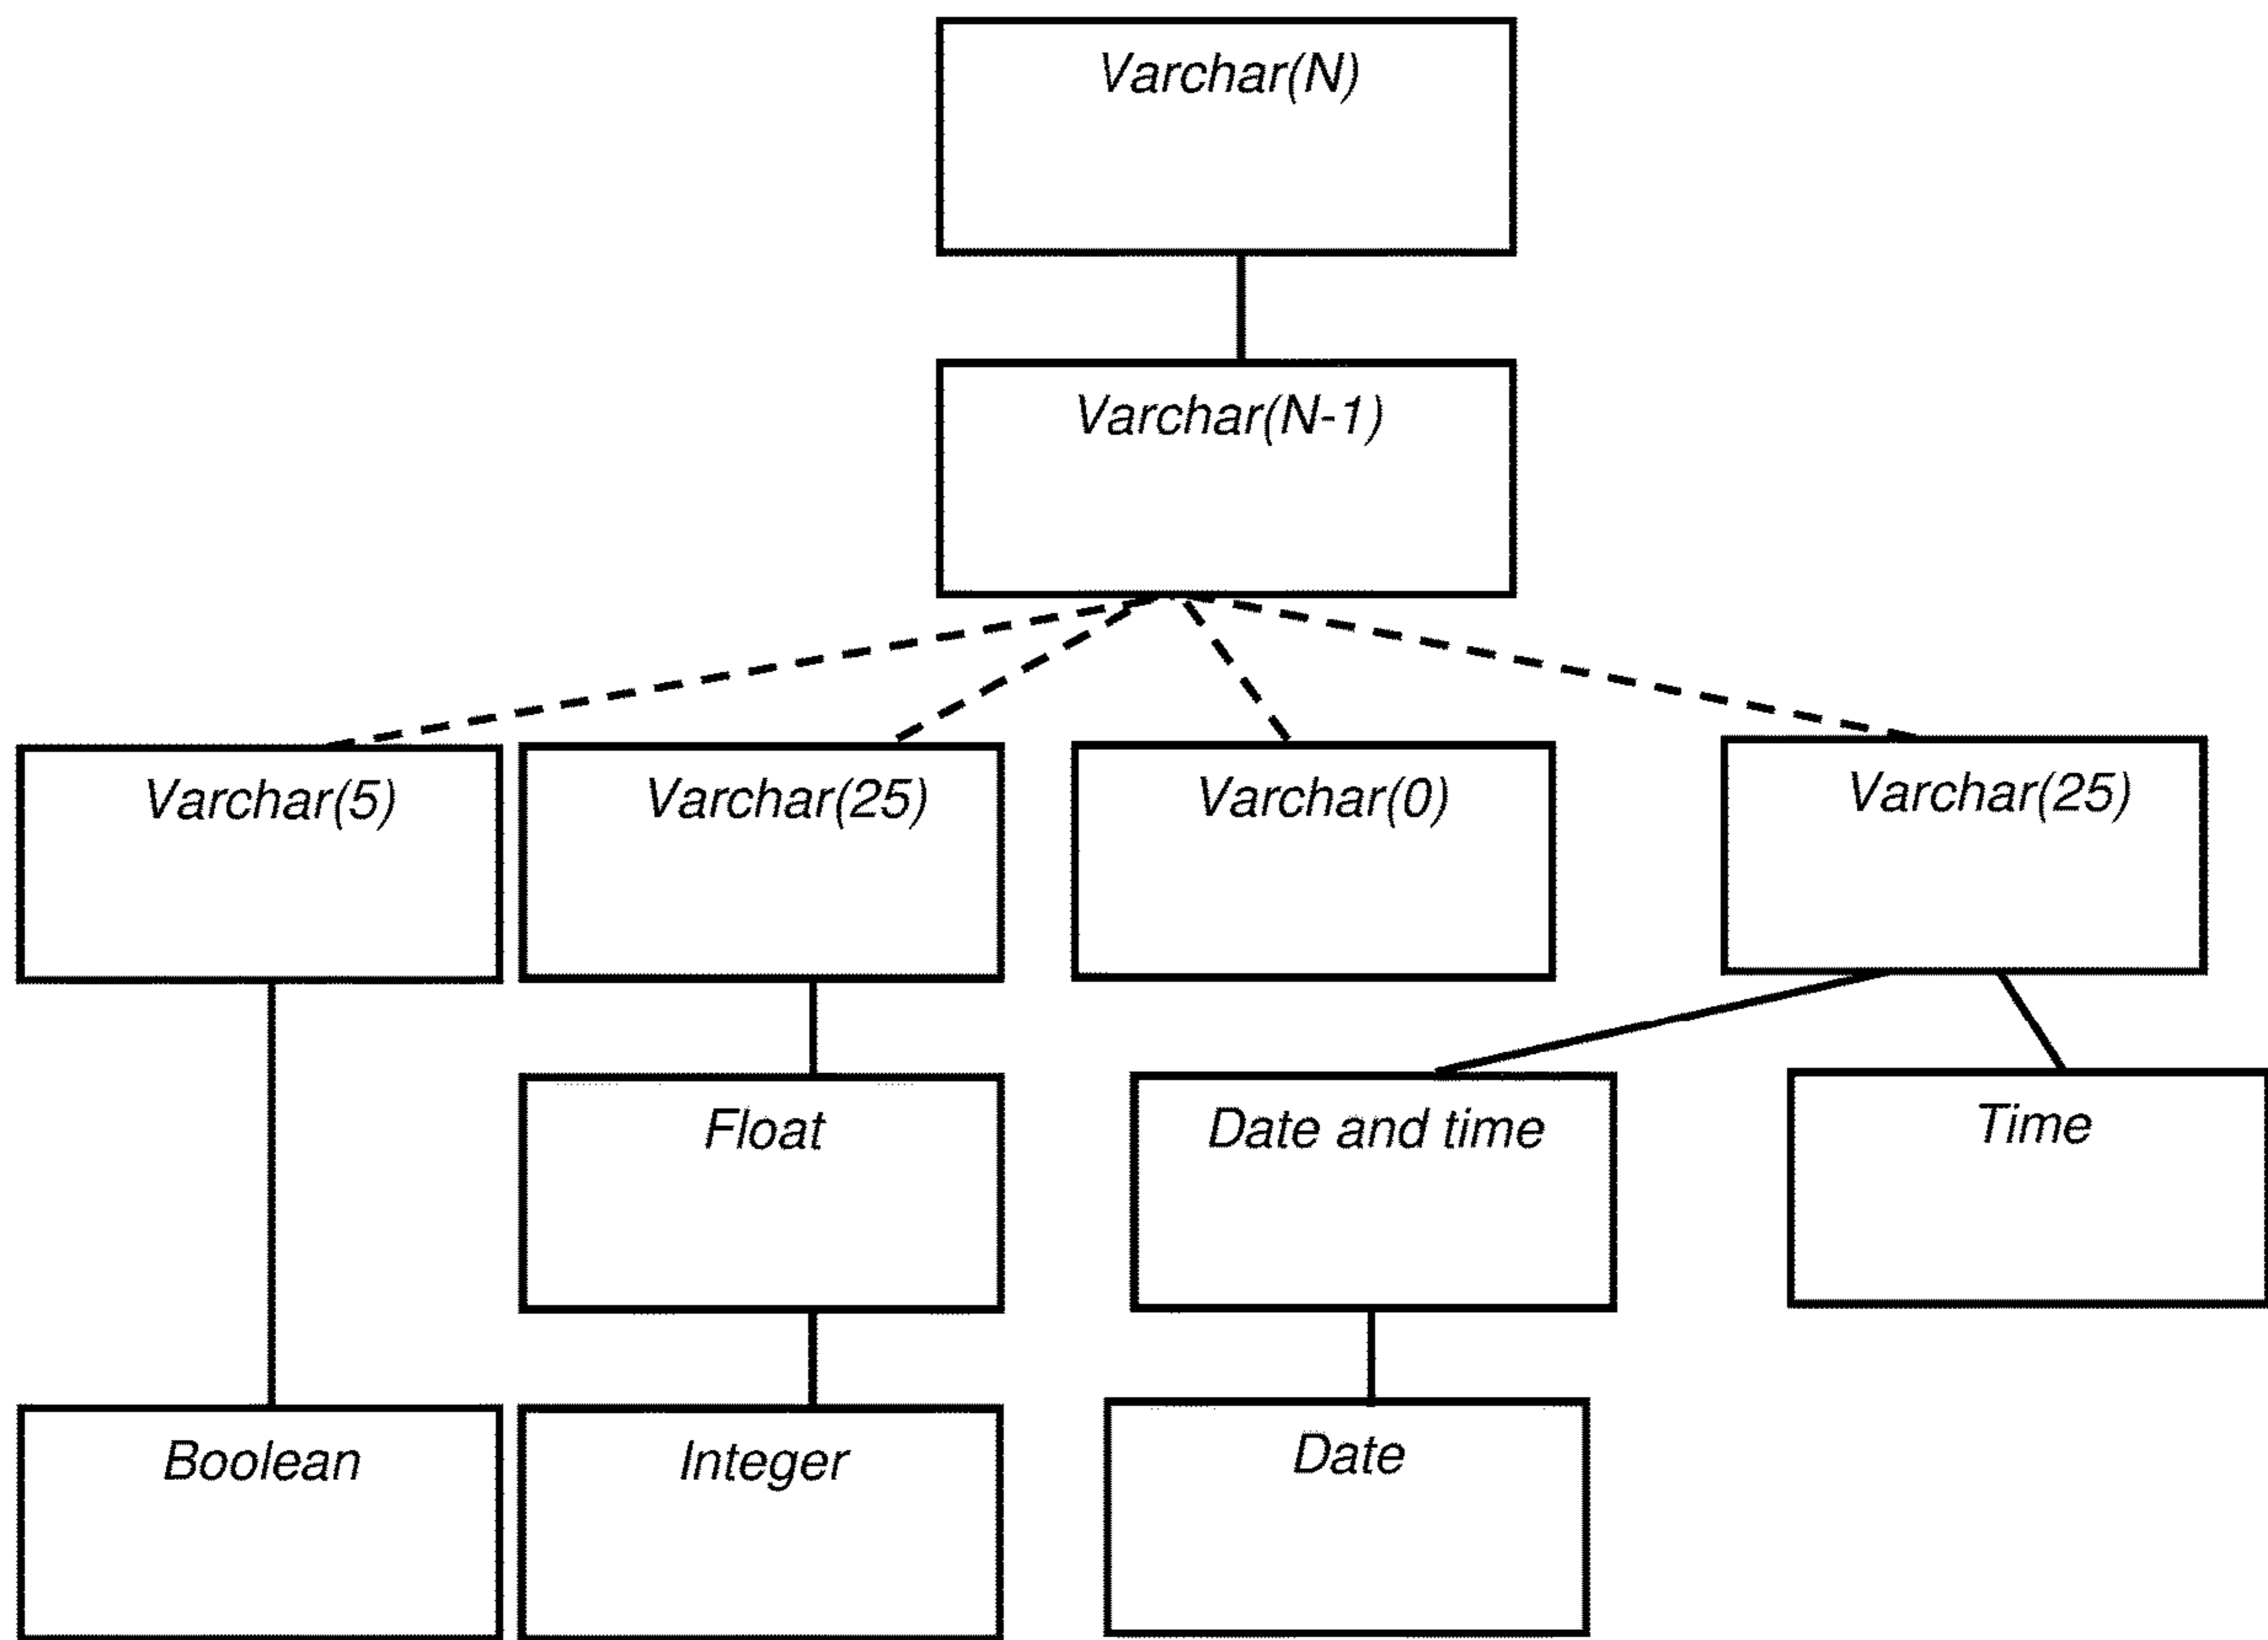 Varchar(N)
Varchar(N-1)
Varchar(5)
Varchar(25)
Varchar(0)
Varchar(25)
Float
Date and time
Time
Boolean
Integer
Date